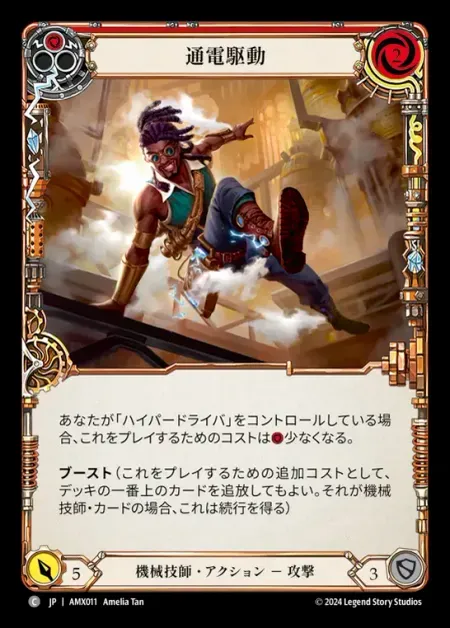 通電駆動
2
あなたが「ハイパードライバ」をコントロールしている場
合、これをプレイするためのコストは少なくなる。
ブースト（これをプレイするための追加コストとして、
デッキの一番上のカードを追放してもよい。それが機械
技師・カードの場合、これは続行を得る）
5 機械技師・アクション － 攻撃 3
C JP | AMX011 Amelia Tan © 2024 Legend Story Studios